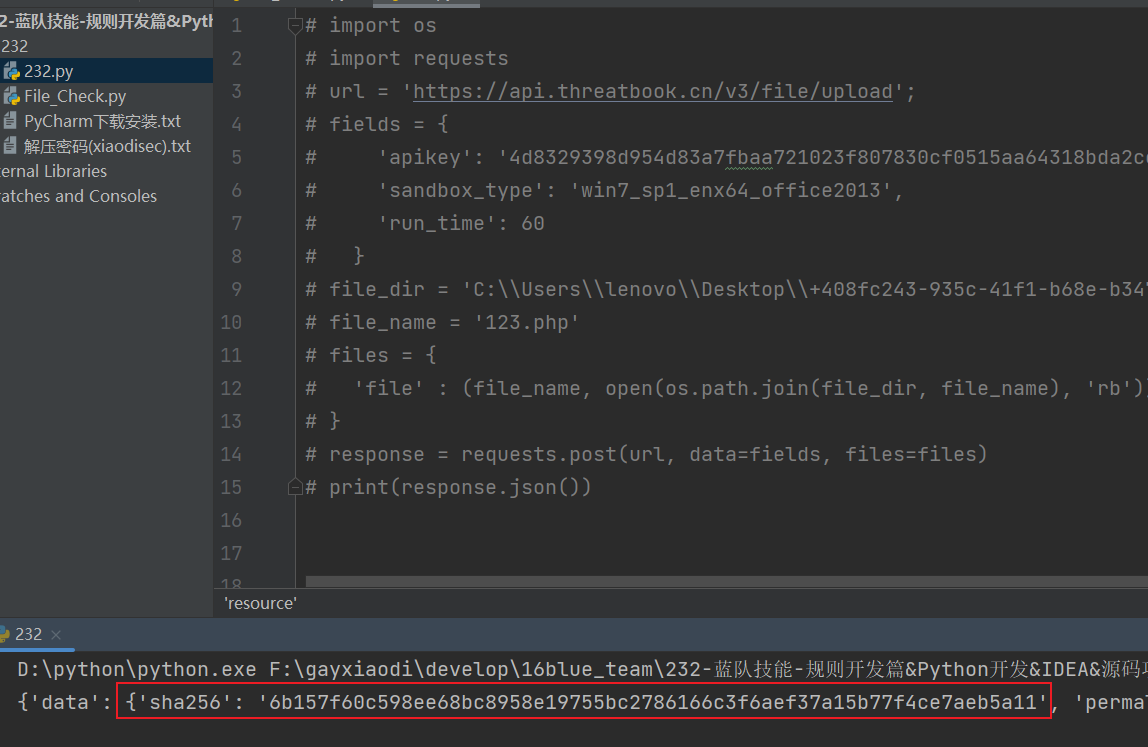 2-蓝队技能-规则开发篇&Pyth
232
232.py
File_Check.py
PyCharm下载安装.txt
解压密码(xiaodisec).txt
ernal Libraries
ratches and Consoles
1 # import os
2 # import requests
3 # url = 'https://api.threatbook.cn/v3/file/upload';
4 # fields = {
5 #     'apikey': '4d8329398d954d83a7fbaa721023f807830cf0515aa64318bda2c
6 #     'sandbox_type': 'win7_sp1_enx64_office2013',
7 #     'run_time': 60
8 #   }
9 # file_dir = 'C:\\Users\\lenovo\\Desktop\\+408fc243-935c-41f1-b68e-b34
10 # file_name = '123.php'
11 # files = {
12 #   'file' : (file_name, open(os.path.join(file_dir, file_name), 'rb')
13 # }
14 # response = requests.post(url, data=fields, files=files)
15 # print(response.json())
16
17
18
'resource'
232
D:\python\python.exe F:\gayxiaodi\develop\16blue_team\232-蓝队技能-规则开发篇&Python开发&IDEA&源码
{'data': {'sha256': '6b157f60c598ee68bc8958e19755bc2786166c3f6aef37a15b77f4ce7aeb5a11', 'perma